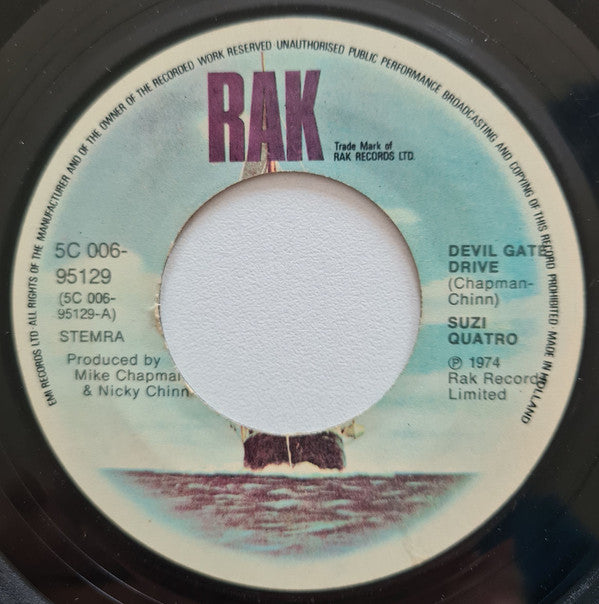 EMI RECORDS LTD·ALL RIGHTS OF THE MANUFACTURER AND OF THE OWNER OF THE RECORDED WORK RESERVED·UNAUTHORISED PUBLIC PERFORMANCE BROADCASTING AND COPYING OF THIS RECORD PROHIBITED MADE IN HOLLAND
RAK
Trade Mark of
RAK RECORDS LTD.
5C 006-
95129
(5C 006-
95129-A)
STEMRA
Produced by
Mike Chapman
& Nicky Chinn
DEVIL GATE
DRIVE
(Chapman-
Chinn)
SUZI
QUATRO
℗ 1974
Rak Records
Limited